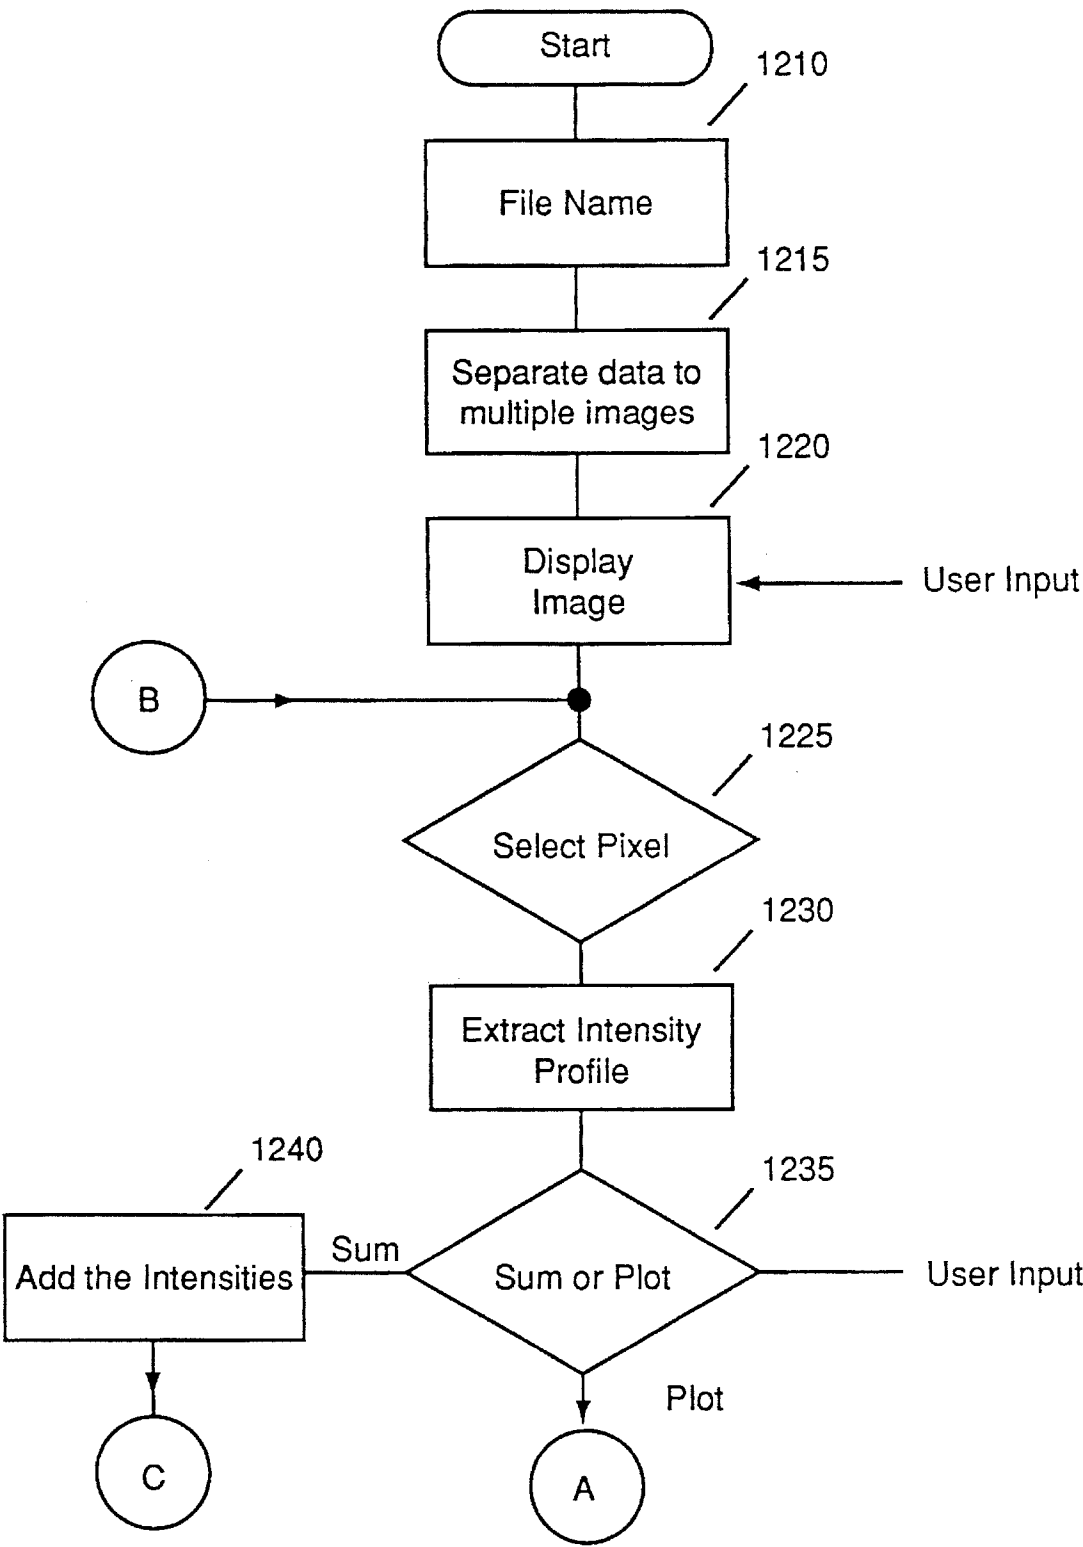 Start
1210
File Name
1215
Separate data to
multiple images
1220
Display
Image
User Input
B
1225
Select Pixel
1230
Extract Intensity
Profile
1240
1235
Sum
Add the Intensities
Sum or Plot
User Input
Plot
C
A